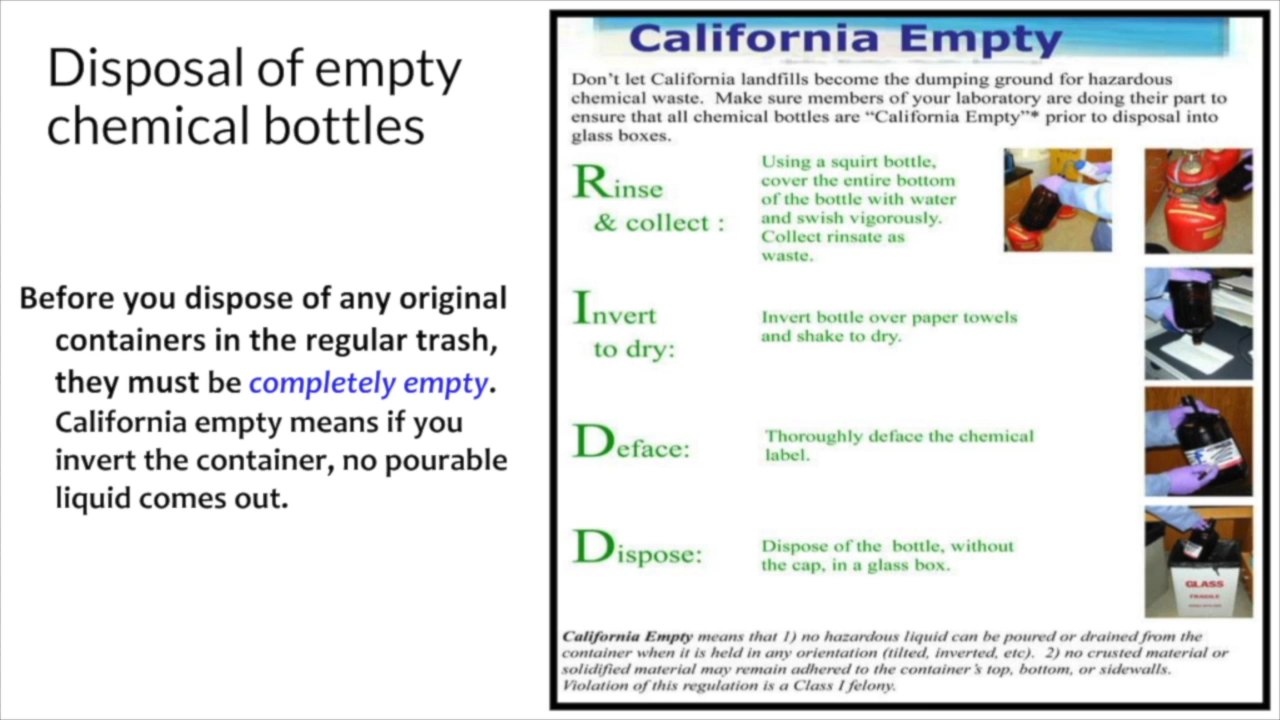 Disposal of empty
chemical bottles
Before you dispose of any original
containers in the regular trash,
they must be completely empty.
California empty means if you
invert the container, no pourable
liquid comes out.
California Empty
Don't let California landfills become the dumping ground for hazardous
chemical waste. Make sure members of your laboratory are doing their part to
ensure that all chemical bottles are “California Empty”* prior to disposal into
glass boxes.
Rinse
& collect :
Using a squirt bottle,
cover the entire bottom
of the bottle with water
and swish vigorously.
Collect rinsate as
waste.
Invert
to dry:
Invert bottle over paper towels
and shake to dry.
Deface:
Thoroughly deface the chemical
label.
Dispose:
Dispose of the bottle, without
the cap, in a glass box.
GLASS
FRAGILE
California Empty means that 1) no hazardous liquid can be poured or drained from the
container when it is held in any orientation (tilted, inverted, etc). 2) no crusted material or
solidified material may remain adhered to the container's top, bottom, or sidewalls.
Violation of this regulation is a Class I felony.